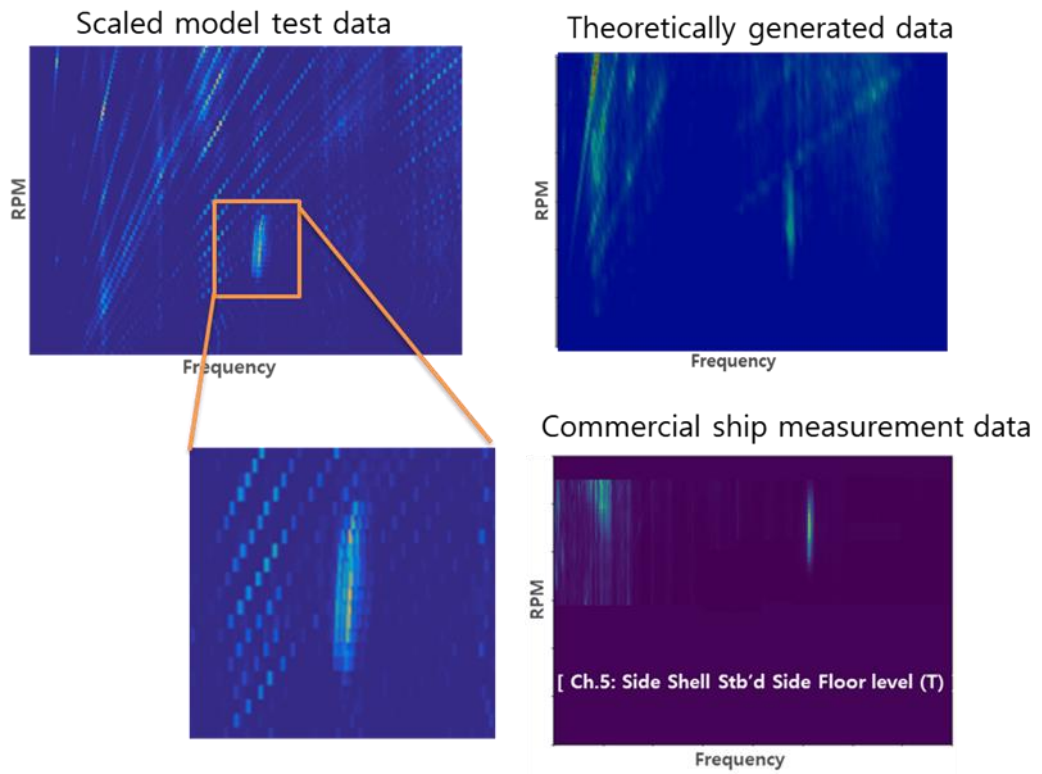 Scaled model test data
Theoretically generated data
RPM
RPM
Frequency
Frequency
Commercial ship measurement data
RPM
[ Ch.5: Side Shell Stb'd Side Floor level (T)
Frequency